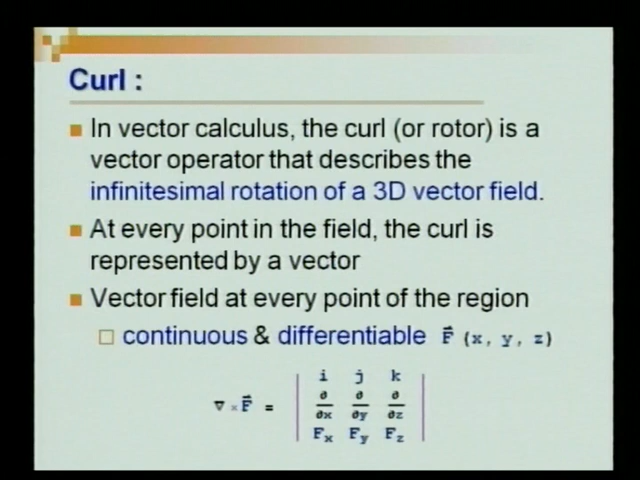 Curl :
In vector calculus, the curl (or rotor) is a
vector operator that describes the
infinitesimal rotation of a 3D vector field.
At every point in the field, the curl is
represented by a vector
Vector field at every point of the region
continuous & differentiable F⃗ (x, y, z)
i j k
∇ × F⃗ = ∂/∂x ∂/∂y ∂/∂z
Fx Fy Fz